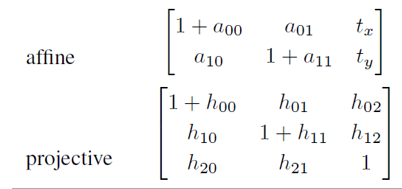 affine [1 + a₀₀ a₀₁ tₓ
a₁₀ 1 + a₁₁ t_y]
[1 + h₀₀ h₀₁ h₀₂
h₁₀ 1 + h₁₁ h₁₂
projective h₂₀ h₂₁ 1]